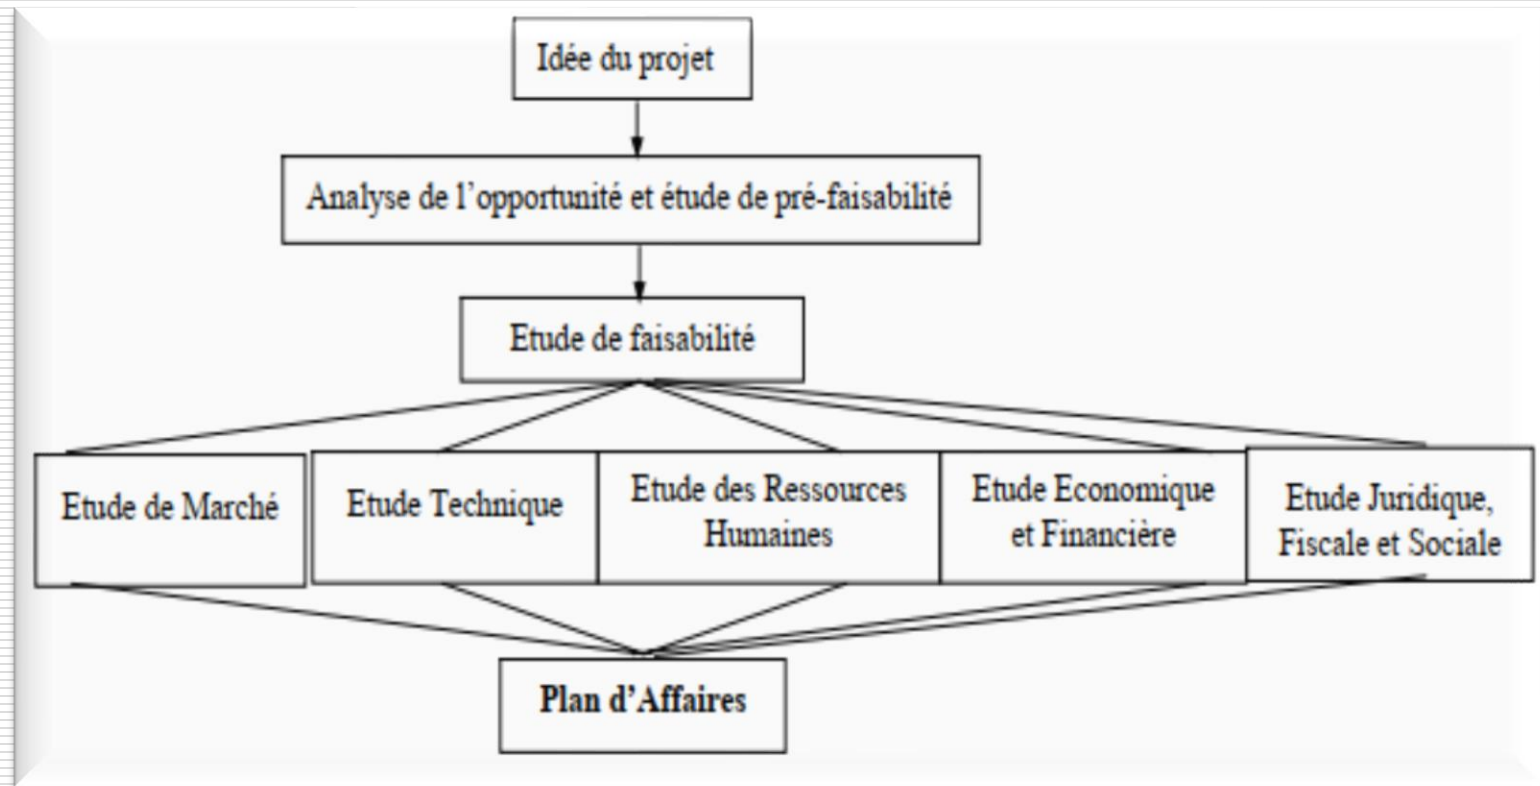 Idée du projet
Analyse de l’opportunité et étude de pré-faisabilité
Etude de faisabilité
Etude de Marché
Etude Technique
Etude des Ressources
Humaines
Etude Economique
et Financière
Etude Juridique,
Fiscale et Sociale
Plan d’Affaires